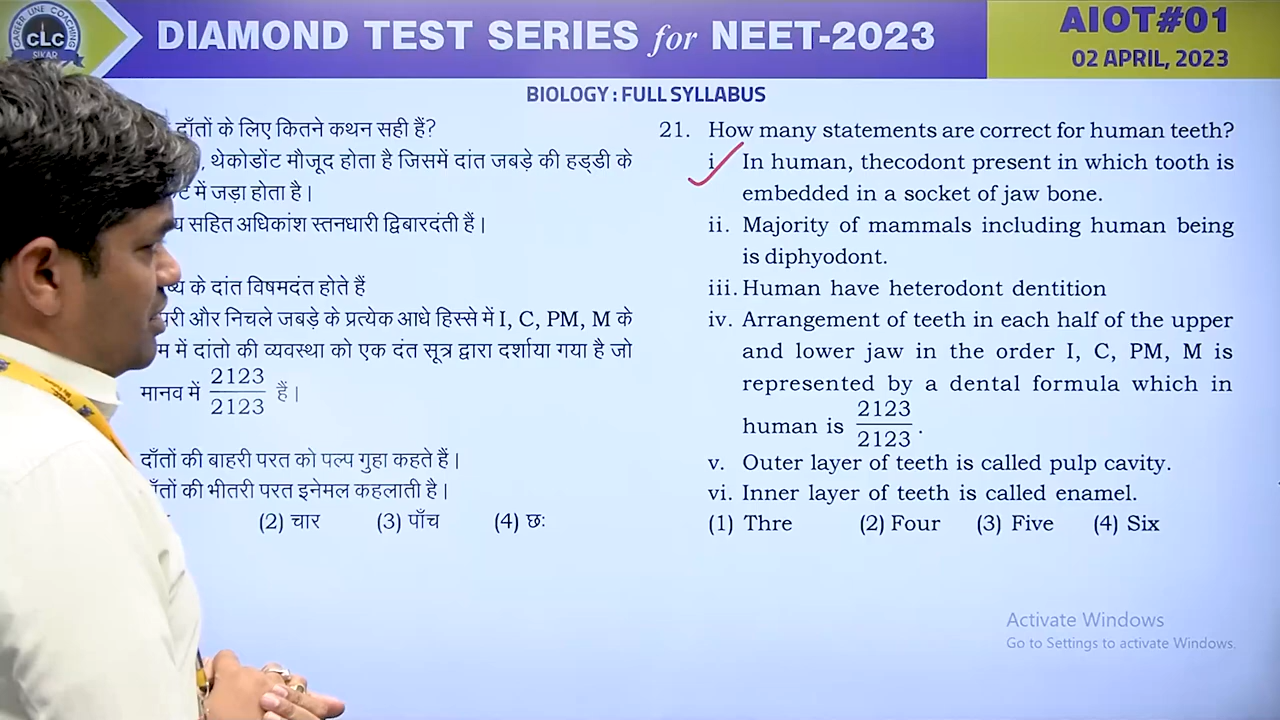 CAREER LINE COACHING
CLC
SIKAR
DIAMOND TEST SERIES for NEET-2023
AIOT#01
02 APRIL, 2023
BIOLOGY : FULL SYLLABUS
दाँतों के लिए कितने कथन सही हैं?
, थेकोडोंट मौजूद होता है जिसमें दांत जबड़े की हड्डी के
में जड़ा होता है।
सहित अधिकांश स्तनधारी द्विबारदंती हैं।
के दांत विषमदंत होते हैं
और निचले जबड़े के प्रत्येक आधे हिस्से में I, C, PM, M के
में दांतो की व्यवस्था को एक दंत सूत्र द्वारा दर्शाया गया है जो
मानव में 2123/2123 हैं।
दाँतों की बाहरी परत को पल्प गुहा कहते हैं।
की भीतरी परत इनेमल कहलाती है।
(2) चार (3) पाँच (4) छः
21. How many statements are correct for human teeth?
i. In human, thecodont present in which tooth is
embedded in a socket of jaw bone.
ii. Majority of mammals including human being
is diphyodont.
iii. Human have heterodont dentition
iv. Arrangement of teeth in each half of the upper
and lower jaw in the order I, C, PM, M is
represented by a dental formula which in
human is 2123/2123 .
v. Outer layer of teeth is called pulp cavity.
vi. Inner layer of teeth is called enamel.
(1) Thre (2) Four (3) Five (4) Six
Activate Windows
Go to Settings to activate Windows.